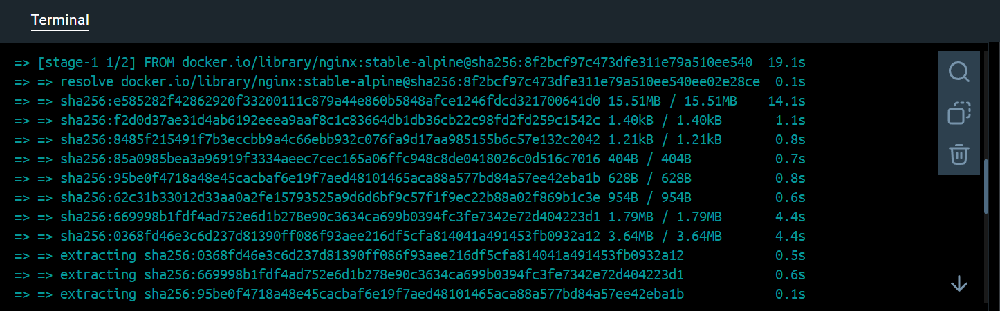 Terminal
=> [stage-1 1/2] FROM docker.io/library/nginx:stable-alpine@sha256:8f2bcf97c473dfe311e79a510ee540 19.1s
=> => resolve docker.io/library/nginx:stable-alpine@sha256:8f2bcf97c473dfe311e79a510ee540ee02e28ce 0.1s
=> => sha256:e585282f42862920f33200111c879a44e860b5848afce1246fdcd321700641d0 15.51MB / 15.51MB 14.1s
=> => sha256:f2d0d37ae31d4ab6192eeea9aaf8c1c83664db1db36cb22c98fd2fd259c1542c 1.40kB / 1.40kB 1.1s
=> => sha256:8485f215491f7b3eccbb9a4c66ebb932c076fa9d17aa985155b6c57e132c2042 1.21kB / 1.21kB 0.8s
=> => sha256:85a0985bea3a96919f3334aeec7cec165a06ffc948c8de0418026c0d516c7016 404B / 404B 0.7s
=> => sha256:95be0f4718a48e45cacbaf6e19f7aed48101465aca88a577bd84a57ee42eba1b 628B / 628B 0.8s
=> => sha256:62c31b33012d33aa0a2fe15793525a9d6d6bf9c57f1f9ec22b88a02f869b1c3e 954B / 954B 0.6s
=> => sha256:669998b1fdf4ad752e6d1b278e90c3634ca699b0394fc3fe7342e72d404223d1 1.79MB / 1.79MB 4.4s
=> => sha256:0368fd46e3c6d237d81390ff086f93aee216df5cfa814041a491453fb0932a12 3.64MB / 3.64MB 4.4s
=> => extracting sha256:0368fd46e3c6d237d81390ff086f93aee216df5cfa814041a491453fb0932a12 0.5s
=> => extracting sha256:669998b1fdf4ad752e6d1b278e90c3634ca699b0394fc3fe7342e72d404223d1 0.6s
=> => extracting sha256:95be0f4718a48e45cacbaf6e19f7aed48101465aca88a577bd84a57ee42eba1b 0.1s